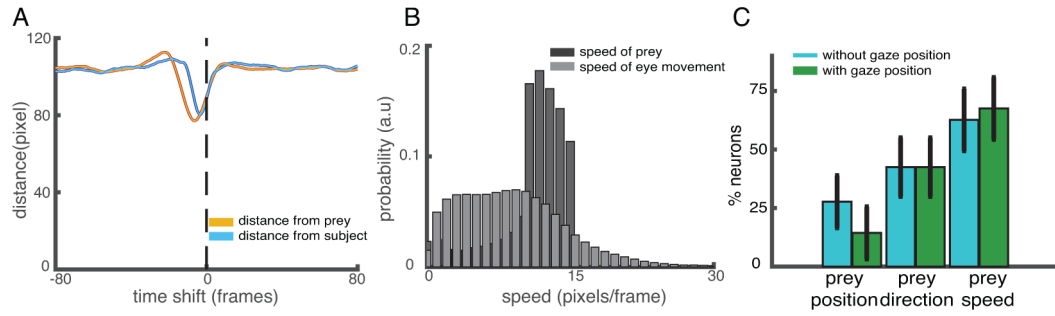 A
120
80
40
0
distance(pixel)
-80
0
80
time shift (frames)
distance from prey
distance from subject
B
0.2
0.1
0
probability (a.u)
speed of prey
speed of eye movement
0
15
30
speed (pixels/frame)
C
without gaze position
with gaze position
75
50
25
0
% neurons
prey position
prey direction
prey speed